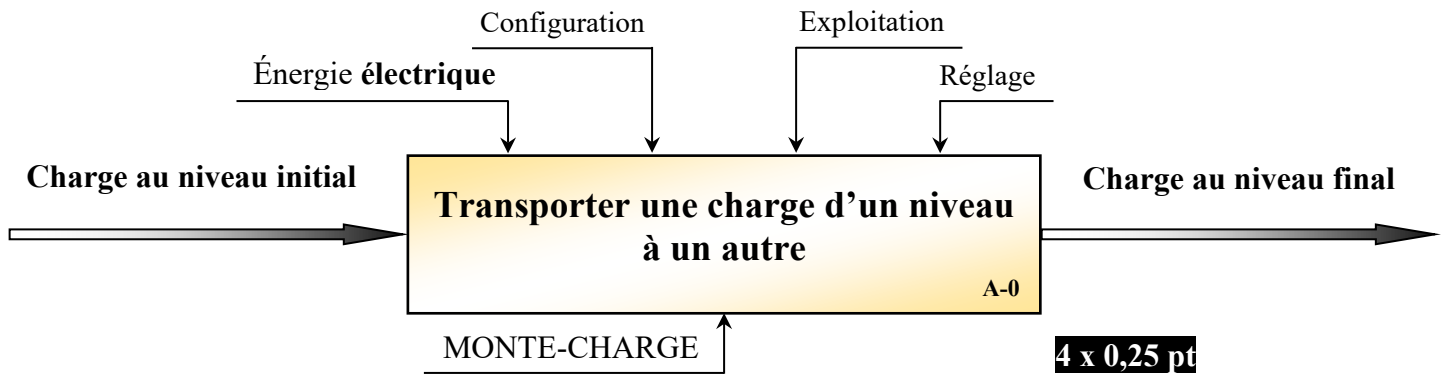 Configuration
Exploitation
Énergie électrique
Réglage
Charge au niveau initial
Transporter une charge d’un niveau
à un autre
A-0
Charge au niveau final
MONTE-CHARGE
4 x 0,25 pt